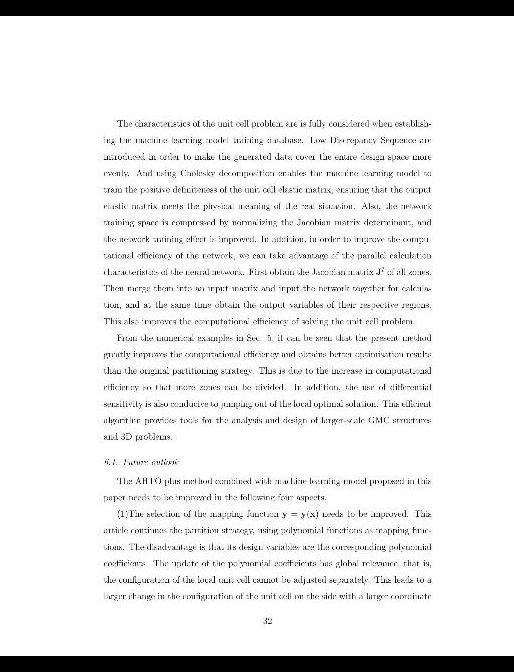 The characteristics of the unit cell problem are is fully considered when establish-
ing the machine learning model training database. Low Discrepancy Sequence are
introduced in order to make the generated data cover the entire design space more
evenly. And using Cholesky decomposition enables the machine learning model to
train the positive definiteness of the unit cell elastic matrix, ensuring that the output
elastic matrix meets the physical meaning of the real situation. Also, the network
training space is compressed by normalizing the Jacobian matrix determinant, and
the network training effect is improved. In addition, in order to improve the compu-
tational efficiency of the network, we can take advantage of the parallel calculation
characteristics of the neural network. First obtain the Jacobian matrix of all zones.
Then merge them into an input matrix and input the network together for calcula-
tion, and at the same time obtain the output variables of their respective regions.
This also improves the computational efficiency of solving the unit cell problem.
From the numerical examples in Sec. 5, it can be seen that the present method
greatly improves the computational efficiency and obtains better optimisation results
than the original partitioning strategy. This is due to the increase in computational
efficiency so that more zones can be divided. In addition, the use of differential
sensitivity is also conducive to jumping out of the local optimal solution. This efficient
algorithm provides tools for the analysis and design of larger-scale GMC structures
and 3D problems.
6.1. Future outlook
The AHTO plus method combined with machine learning model proposed in this
paper needs to be improved in the following four aspects.
(1)The selection of the mapping function y = y(x) needs to be improved. This
article continues the partition strategy, using polynomial functions as mapping func-
tions. The disadvantage is that its design variables are the corresponding polynomial
coefficients. The update of the polynomial coefficients has global relevance, that is,
the configuration of the local unit cell cannot be adjusted separately. This leads to a
larger change in the configuration of the unit cell on the side with a larger coordinate
32